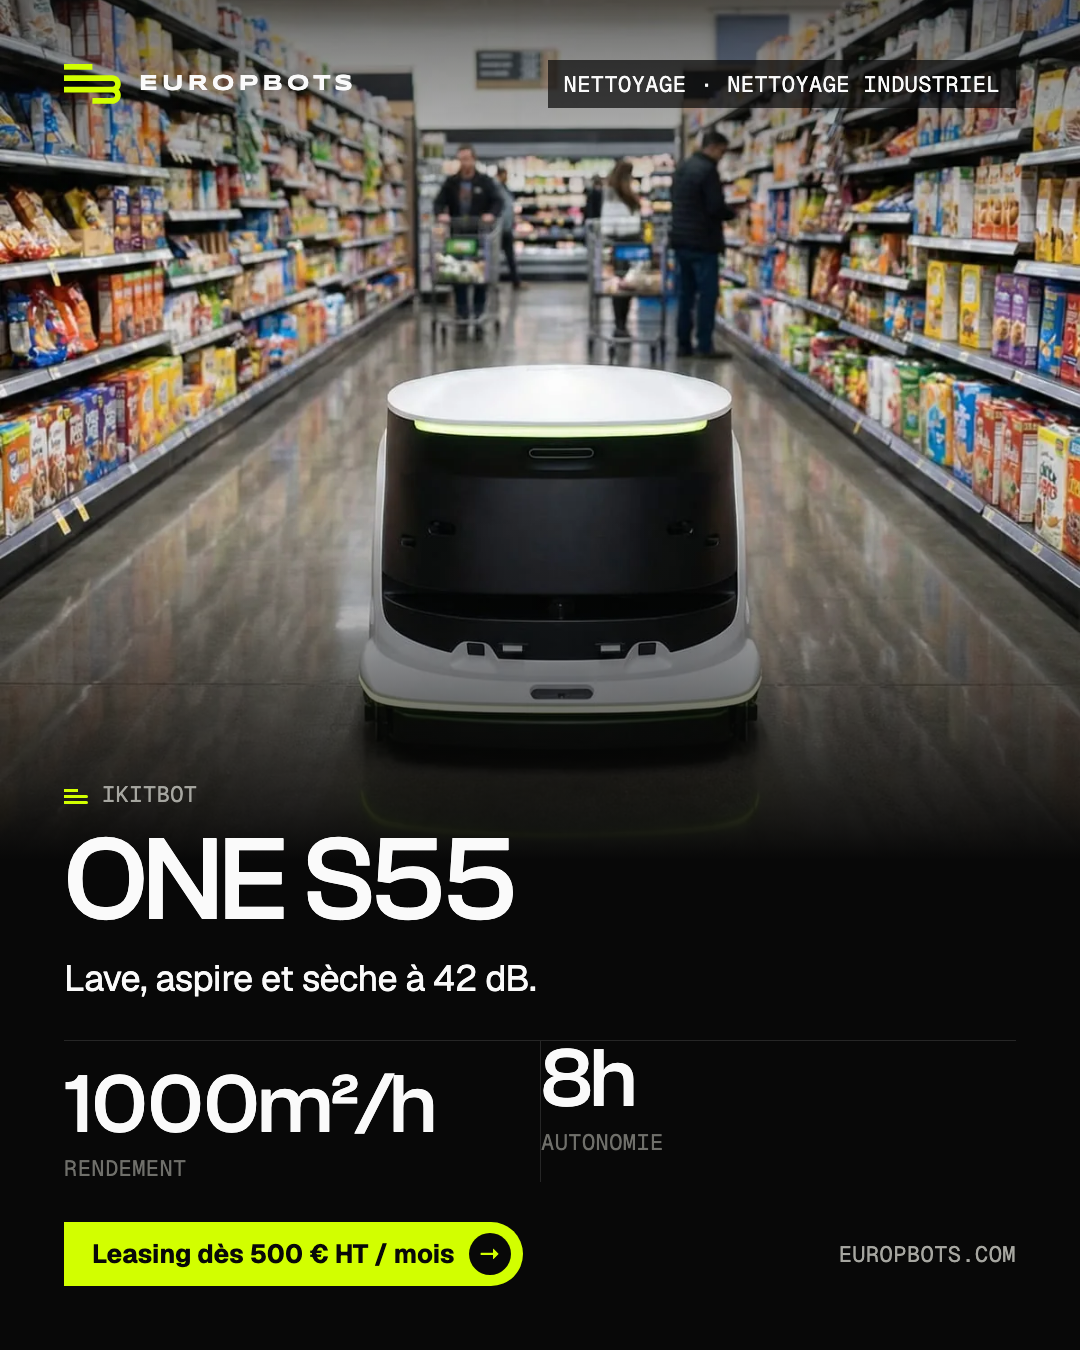 EUROPBOTS
NETTOYAGE · NETTOYAGE INDUSTRIEL
IKITBOT
ONE S55
Lave, aspire et sèche à 42 dB.
1000m²/h
RENDEMENT
8h
AUTONOMIE
Leasing dès 500 € HT / mois →
EUROPBOTS.COM